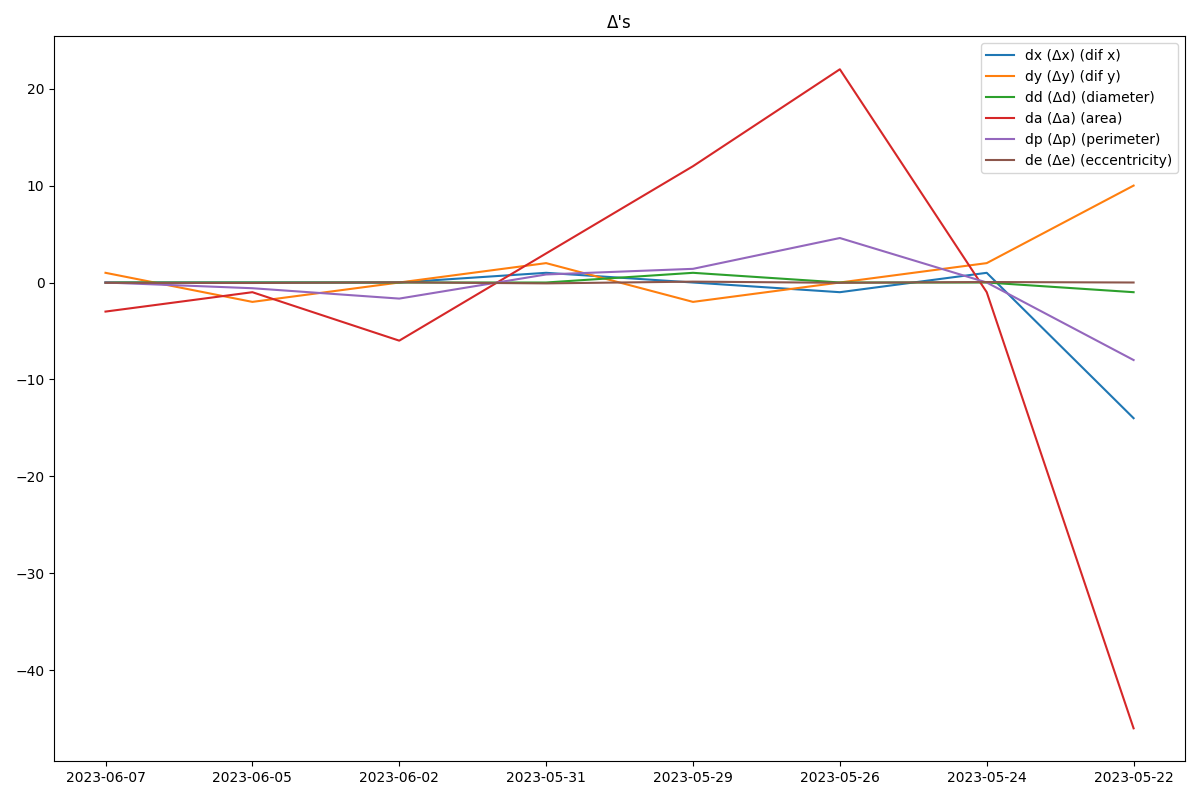 Δ's
dx (Δx) (dif x)
dy (Δy) (dif y)
dd (Δd) (diameter)
da (Δa) (area)
dp (Δp) (perimeter)
de (Δe) (eccentricity)
20
10
0
−10
−20
−30
−40
2023-06-07 2023-06-05 2023-06-02 2023-05-31 2023-05-29 2023-05-26 2023-05-24 2023-05-22